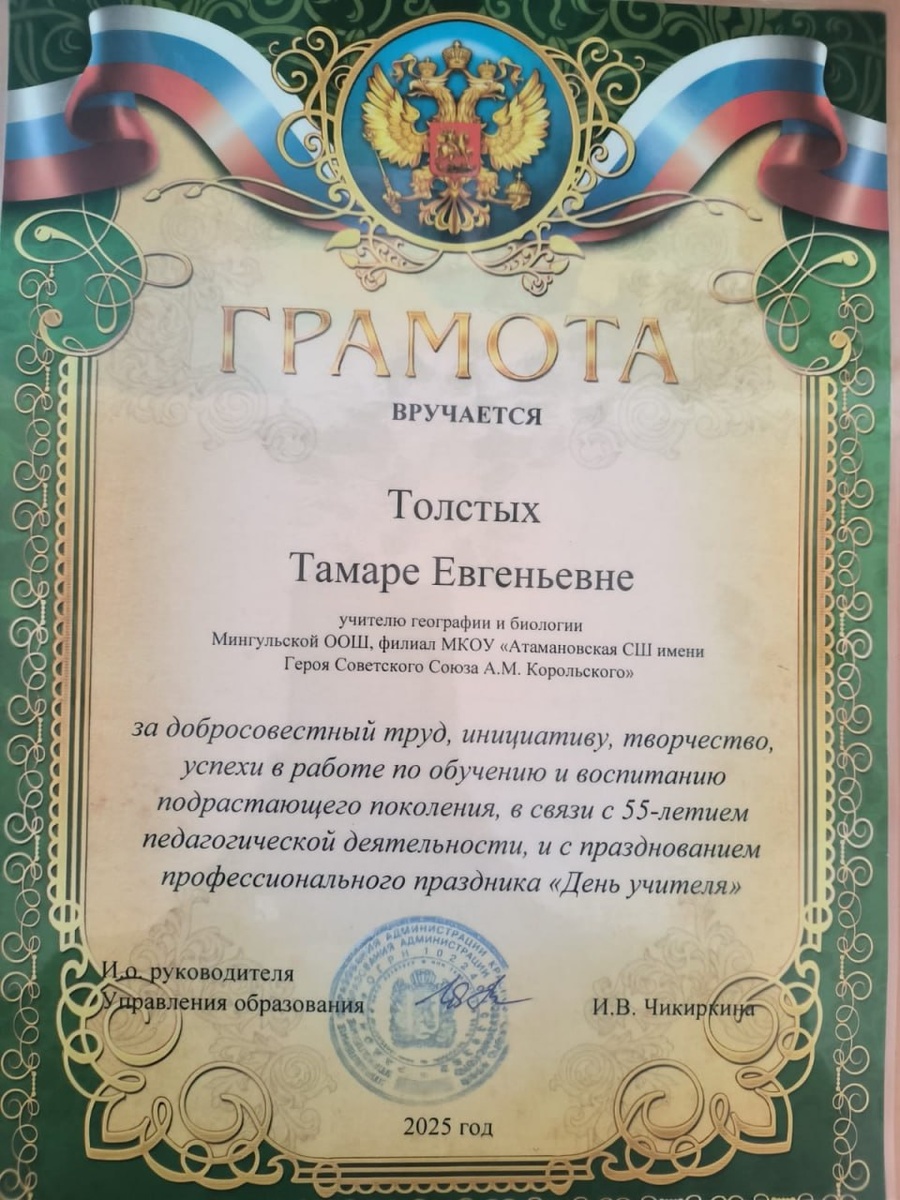 ГРАМОТА
ВРУЧАЕТСЯ
Толстых
Тамаре Евгеньевне
учителю географии и биологии
Мингульской ООШ, филиал МКОУ «Атамановская СШ имени
Героя Советского Союза А.М. Корольского»
за добросовестный труд, инициативу, творчество,
успехи в работе по обучению и воспитанию
подрастающего поколения, в связи с 55-летием
педагогической деятельности, и с празднованием
профессионального праздника «День учителя»
И.о. руководителя
Управления образования
И.В. Чикиркина
2025 год